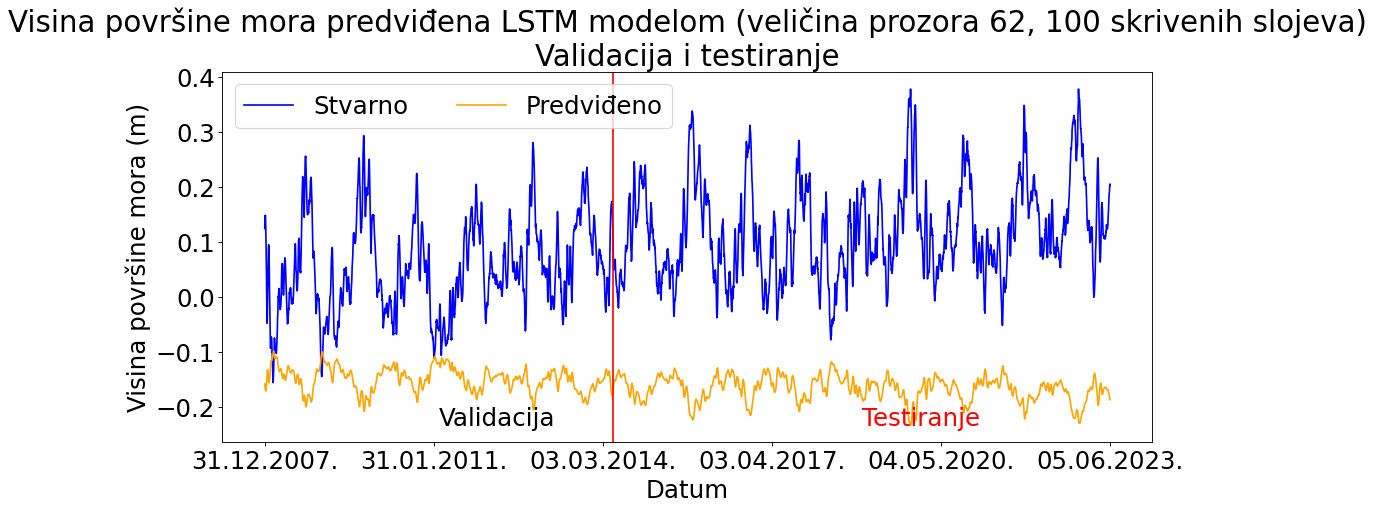 Visina površine mora predviđena LSTM modelom (veličina prozora 62, 100 skrivenih slojeva)
Validacija i testiranje
Stvarno
Predviđeno
Visina površine mora (m)
0.4
0.3
0.2
0.1
0.0
−0.1
−0.2
Validacija
Testiranje
31.12.2007.
31.01.2011.
03.03.2014.
03.04.2017.
04.05.2020.
05.06.2023.
Datum